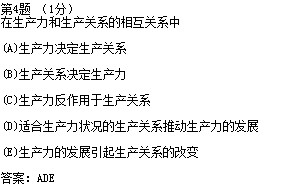 第4题 （1分）
在生产力和生产关系的相互关系中
(A)生产力决定生产关系
(B)生产关系决定生产力
(C)生产力反作用于生产关系
(D)适合生产力状况的生产关系推动生产力的发展
(E)生产力的发展引起生产关系的改变
答案: ADE